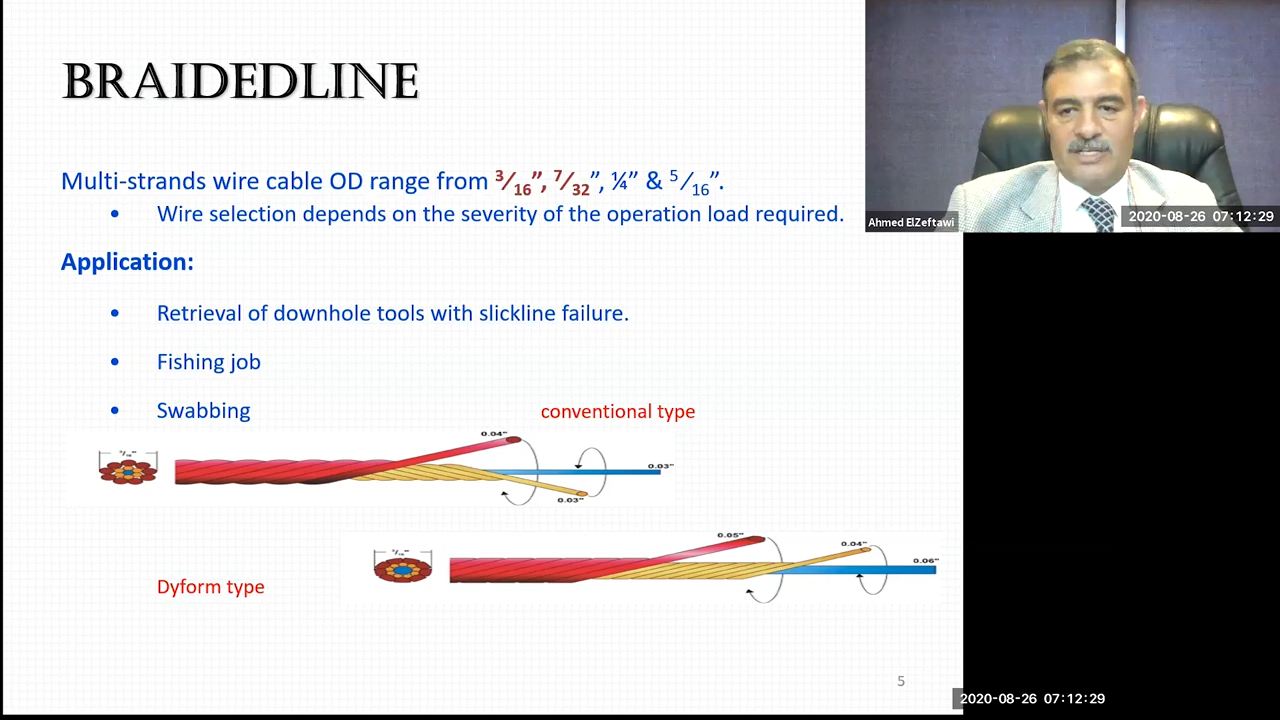 BRAIDEDLINE
Multi-strands wire cable OD range from ³⁄₁₆”, ⁷⁄₃₂”, ¼” & ⁵⁄₁₆”.
• Wire selection depends on the severity of the operation load required.
Application:
• Retrieval of downhole tools with slickline failure.
• Fishing job
• Swabbing
conventional type
0.04"
³⁄₁₆"
0.03"
0.03"
0.05"
0.04"
0.06"
Dyform type
5
Ahmed ElZeftawi
2020-08-26 07:12:29
2020-08-26 07:12:29